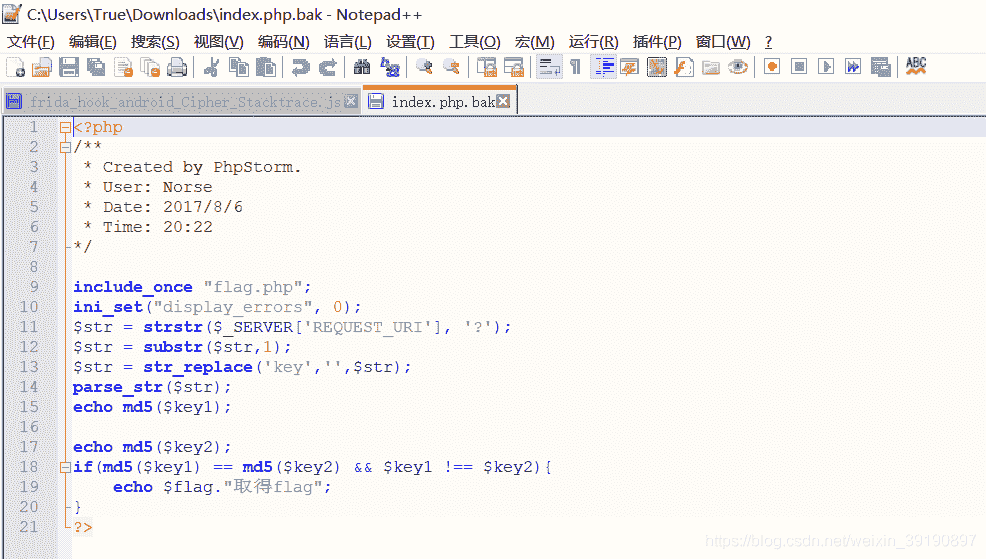 C:\Users\True\Downloads\index.php.bak - Notepad++
文件(F) 编辑(E) 搜索(S) 视图(V) 编码(N) 语言(L) 设置(T) 工具(O) 宏(M) 运行(R) 插件(P) 窗口(W) ?
ABC
frida_hook_android_Cipher_Stacktrace.js index.php.bak
1 <?php
2 /**
3 * Created by PhpStorm.
4 * User: Norse
5 * Date: 2017/8/6
6 * Time: 20:22
7 */
8
9 include_once "flag.php";
10 ini_set("display_errors", 0);
11 $str = strstr($_SERVER['REQUEST_URI'], '?');
12 $str = substr($str,1);
13 $str = str_replace('key','',$str);
14 parse_str($str);
15 echo md5($key1);
16
17 echo md5($key2);
18 if(md5($key1) == md5($key2) && $key1 !== $key2){
19 echo $flag."取得flag";
20 }
21 ?>
https://blog.csdn.net/weixin_39190897